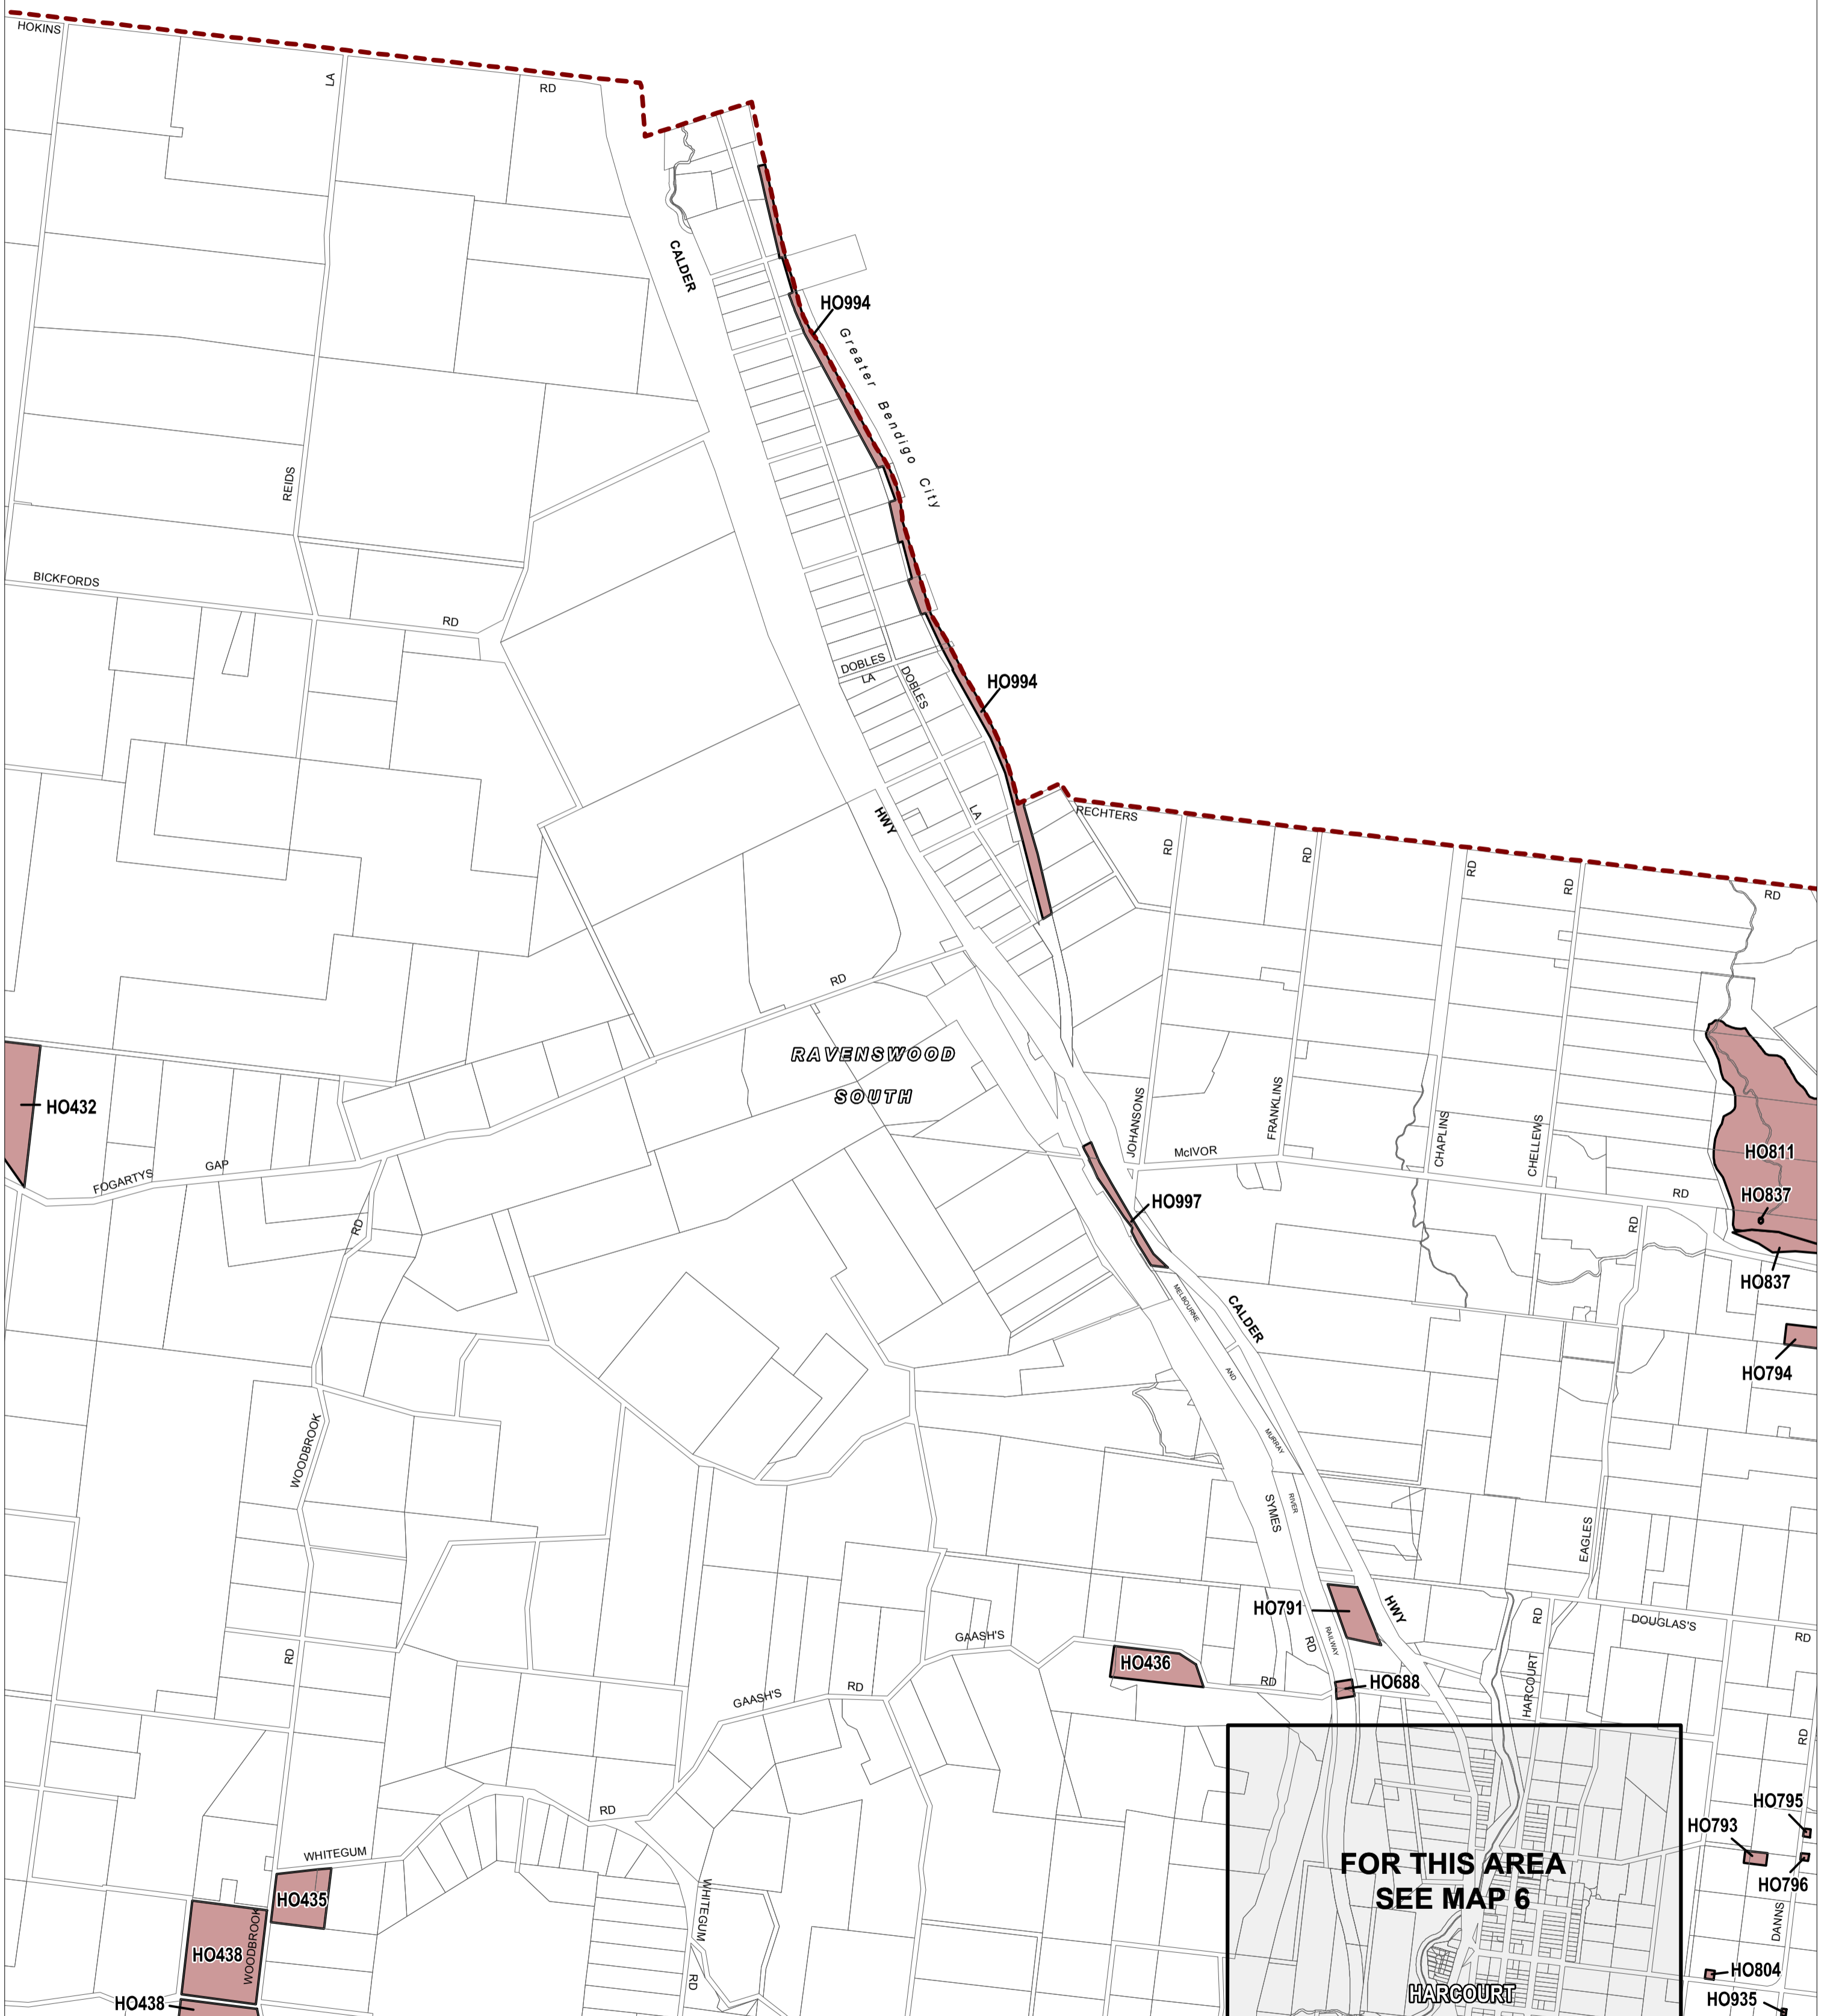 HOKINS
LA
RD
CALDER
HO994
Greater Bendigo City
REIDS
BICKFORDS
RD
DOBLES
LA
DOBLES
HO994
HWY
LA
RECHTERS
RD
RD
RD
RD
RD
RD
RAVENSWOOD
SOUTH
HO432
FOGARTYS
GAP
RD
JOHANSONS
McIVOR
FRANKLINS
CHAPLINS
CHELLEWS
RD
RD
HO811
HO837
HO837
HO997
MELBOURNE
CALDER
AND
MURRAY
RIVER
HO794
WOODBROOK
SYMES
EAGLES
HO791
HWY
RAILWAY
RD
RD
DOUGLAS'S
RD
GAASH'S
HO436
RD
HO688
RD
GAASH'S
RD
HARCOURT
RD
RD
WHITEGUM
HO435
HO438
WOODBROOK
HO438
WHITEGUM
RD
FOR THIS AREA
SEE MAP 6
HARCOURT
HO795
HO793
HO796
DANNS
HO804
HO935